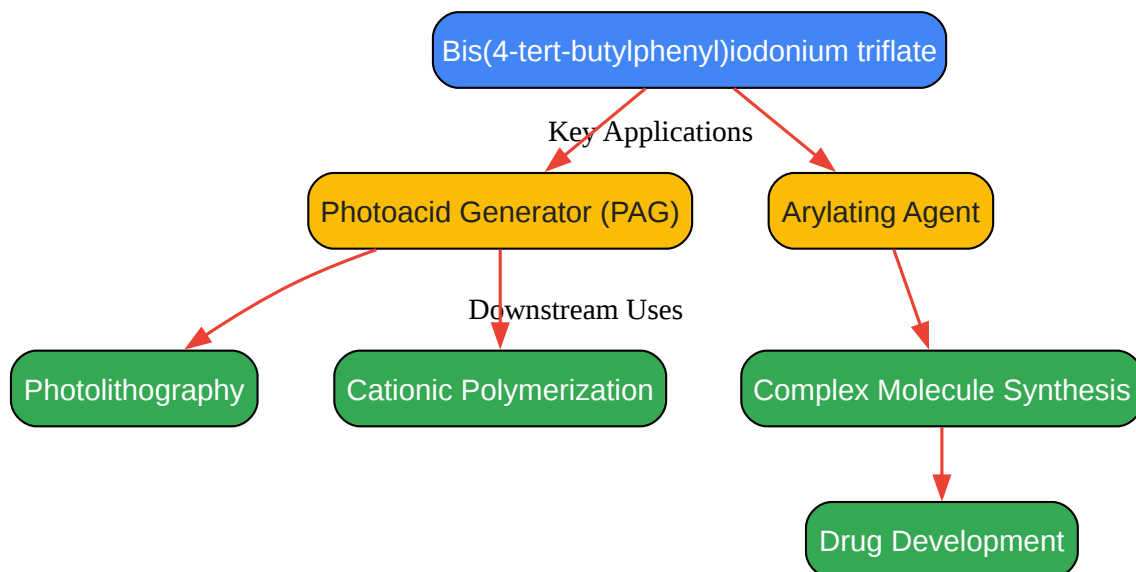 Bis(4-tert-butylphenyl)iodonium triflate
Key Applications
Photoacid Generator (PAG)
Arylating Agent
Downstream Uses
Photolithography
Cationic Polymerization
Complex Molecule Synthesis
Drug Development